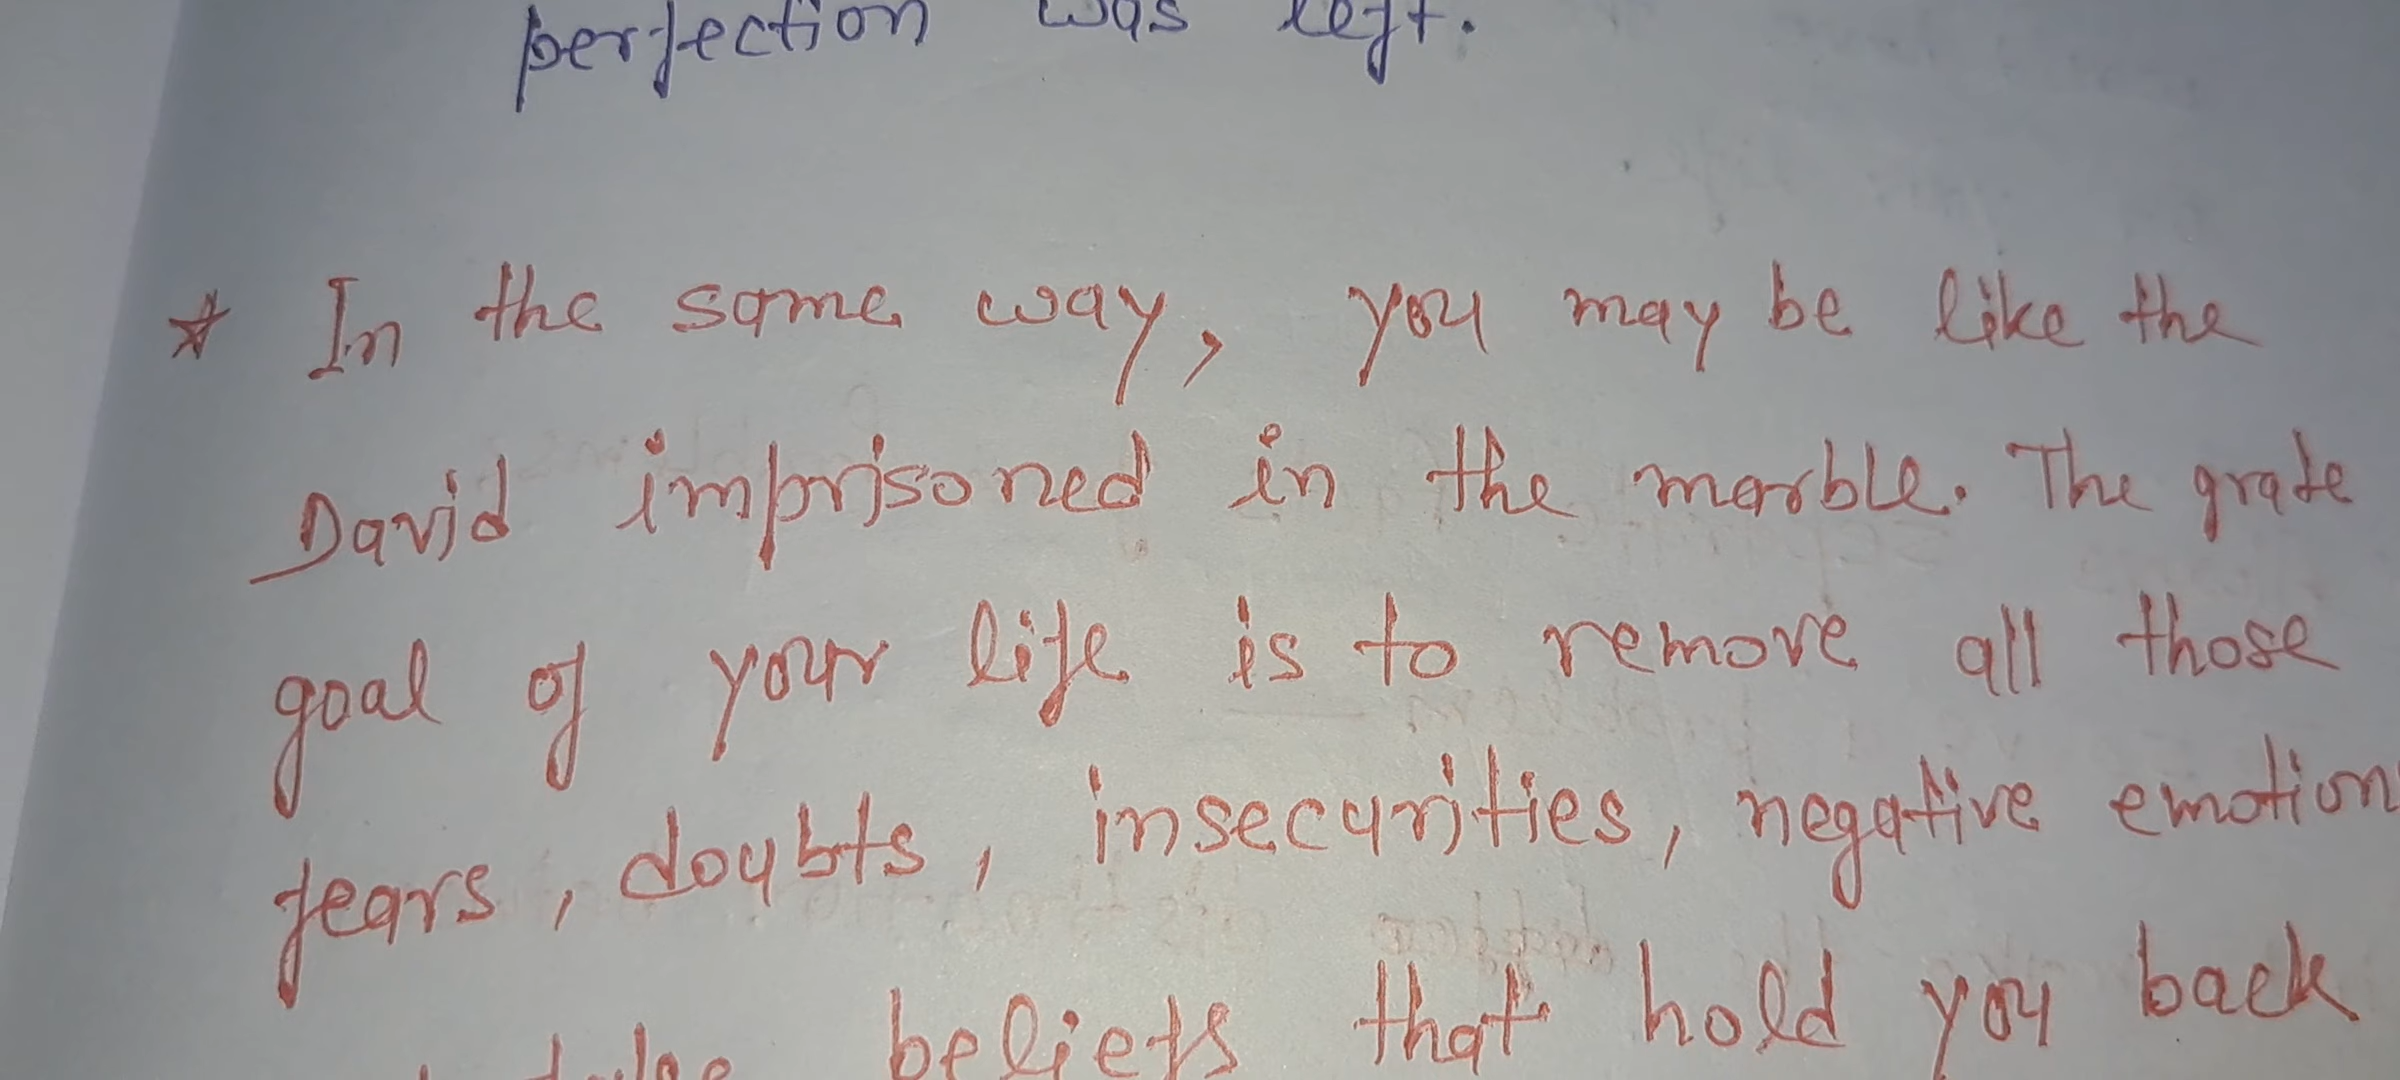 perfection was left.
* In the same way, you may be like the
David imprisoned in the marble. The grate
goal of your life is to remove all those
fears, doubts, insecurities, negative emotion
beliefs that hold you back